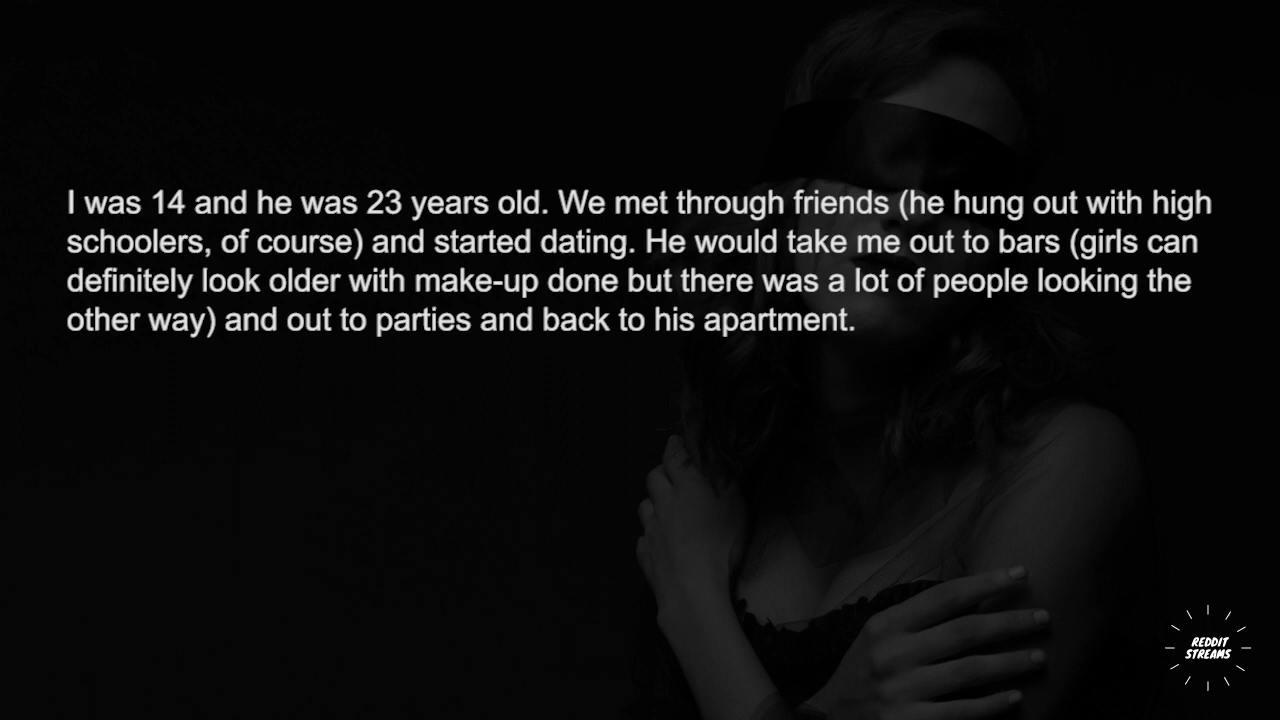 I was 14 and he was 23 years old. We met through friends (he hung out with high
schoolers, of course) and started dating. He would take me out to bars (girls can
definitely look older with make-up done but there was a lot of people looking the
other way) and out to parties and back to his apartment.
REDDIT
STREAMS